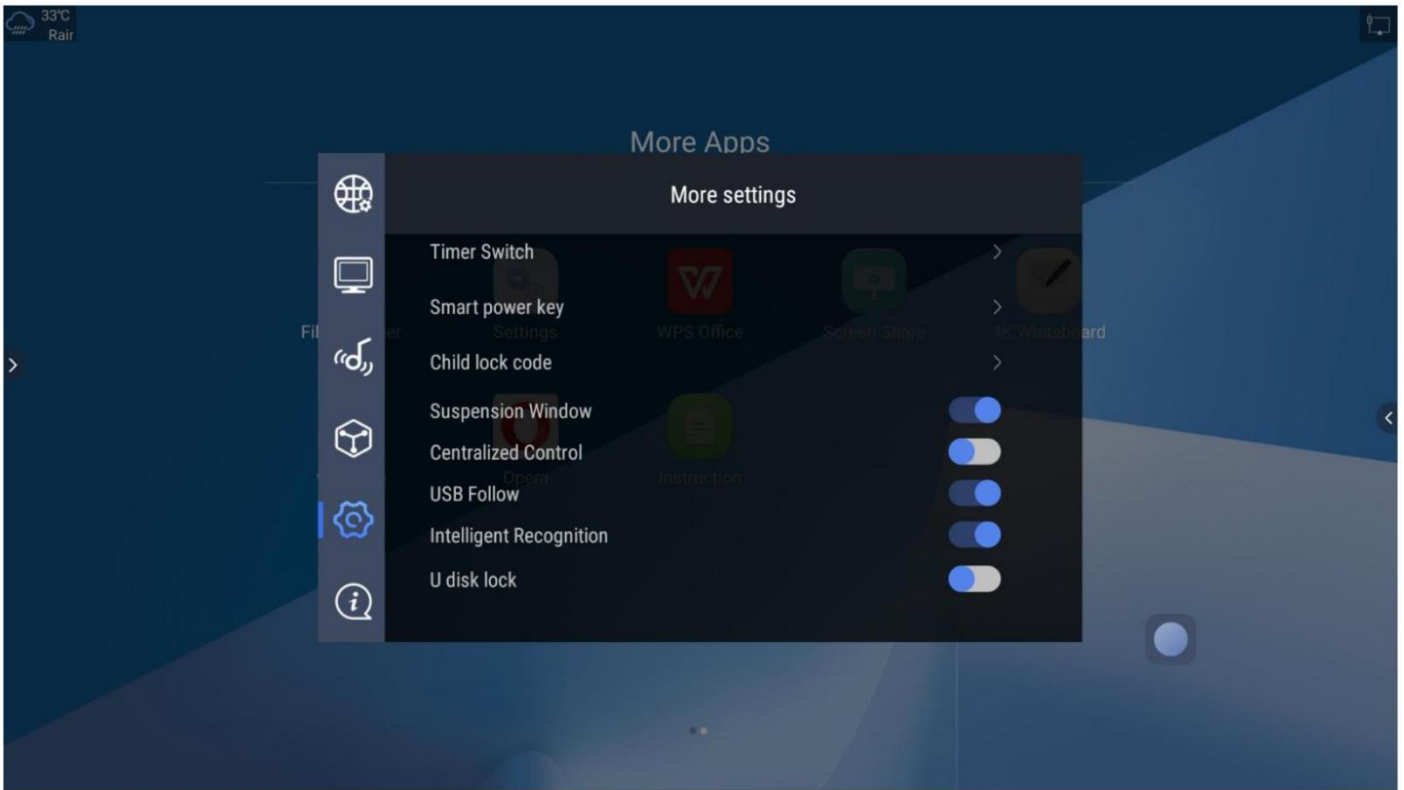 33°C
Rair
More Apps
More settings
Timer Switch
Smart power key
Settings
WPS Office
Screen Share
4K Whiteboard
Child lock code
Suspension Window
Centralized Control
Opera
Instruction
USB Follow
Intelligent Recognition
U disk lock